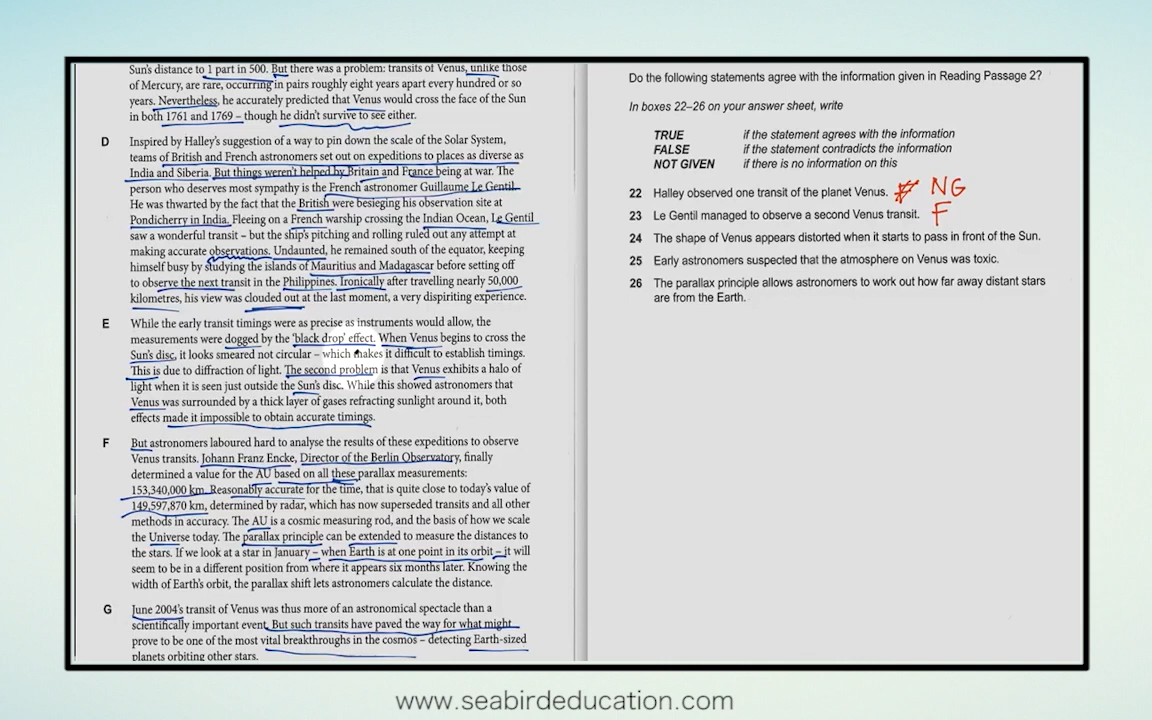 Sun's distance to 1 part in 500. But there was a problem: transits of Venus, unlike those
of Mercury, are rare, occurring in pairs roughly eight years apart every hundred or so
years. Nevertheless, he accurately predicted that Venus would cross the face of the Sun
in both 1761 and 1769 – though he didn't survive to see either.
D Inspired by Halley's suggestion of a way to pin down the scale of the Solar System,
teams of British and French astronomers set out on expeditions to places as diverse as
India and Siberia. But things weren't helped by Britain and France being at war. The
person who deserves most sympathy is the French astronomer Guillaume Le Gentil.
He was thwarted by the fact that the British were besieging his observation site at
Pondicherry in India. Fleeing on a French warship crossing the Indian Ocean, Le Gentil
saw a wonderful transit – but the ship's pitching and rolling ruled out any attempt at
making accurate observations. Undaunted, he remained south of the equator, keeping
himself busy by studying the islands of Mauritius and Madagascar before setting off
to observe the next transit in the Philippines. Ironically after travelling nearly 50,000
kilometres, his view was clouded out at the last moment, a very dispiriting experience.
E While the early transit timings were as precise as instruments would allow, the
measurements were dogged by the 'black drop' effect. When Venus begins to cross the
Sun's disc, it looks smeared not circular – which makes it difficult to establish timings.
This is due to diffraction of light. The second problem is that Venus exhibits a halo of
light when it is seen just outside the Sun's disc. While this showed astronomers that
Venus was surrounded by a thick layer of gases refracting sunlight around it, both
effects made it impossible to obtain accurate timings.
F But astronomers laboured hard to analyse the results of these expeditions to observe
Venus transits. Johann Franz Encke, Director of the Berlin Observatory, finally
determined a value for the AU based on all these parallax measurements:
153,340,000 km. Reasonably accurate for the time, that is quite close to today's value of
149,597,870 km, determined by radar, which has now superseded transits and all other
methods in accuracy. The AU is a cosmic measuring rod, and the basis of how we scale
the Universe today. The parallax principle can be extended to measure the distances to
the stars. If we look at a star in January – when Earth is at one point in its orbit – it will
seem to be in a different position from where it appears six months later. Knowing the
width of Earth's orbit, the parallax shift lets astronomers calculate the distance.
G June 2004's transit of Venus was thus more of an astronomical spectacle than a
scientifically important event. But such transits have paved the way for what might
prove to be one of the most vital breakthroughs in the cosmos – detecting Earth-sized
planets orbiting other stars.
Do the following statements agree with the information given in Reading Passage 2?
In boxes 22–26 on your answer sheet, write
TRUE if the statement agrees with the information
FALSE if the statement contradicts the information
NOT GIVEN if there is no information on this
22 Halley observed one transit of the planet Venus. NG
23 Le Gentil managed to observe a second Venus transit. F
24 The shape of Venus appears distorted when it starts to pass in front of the Sun.
25 Early astronomers suspected that the atmosphere on Venus was toxic.
26 The parallax principle allows astronomers to work out how far away distant stars
are from the Earth.
www.seabirdeducation.com